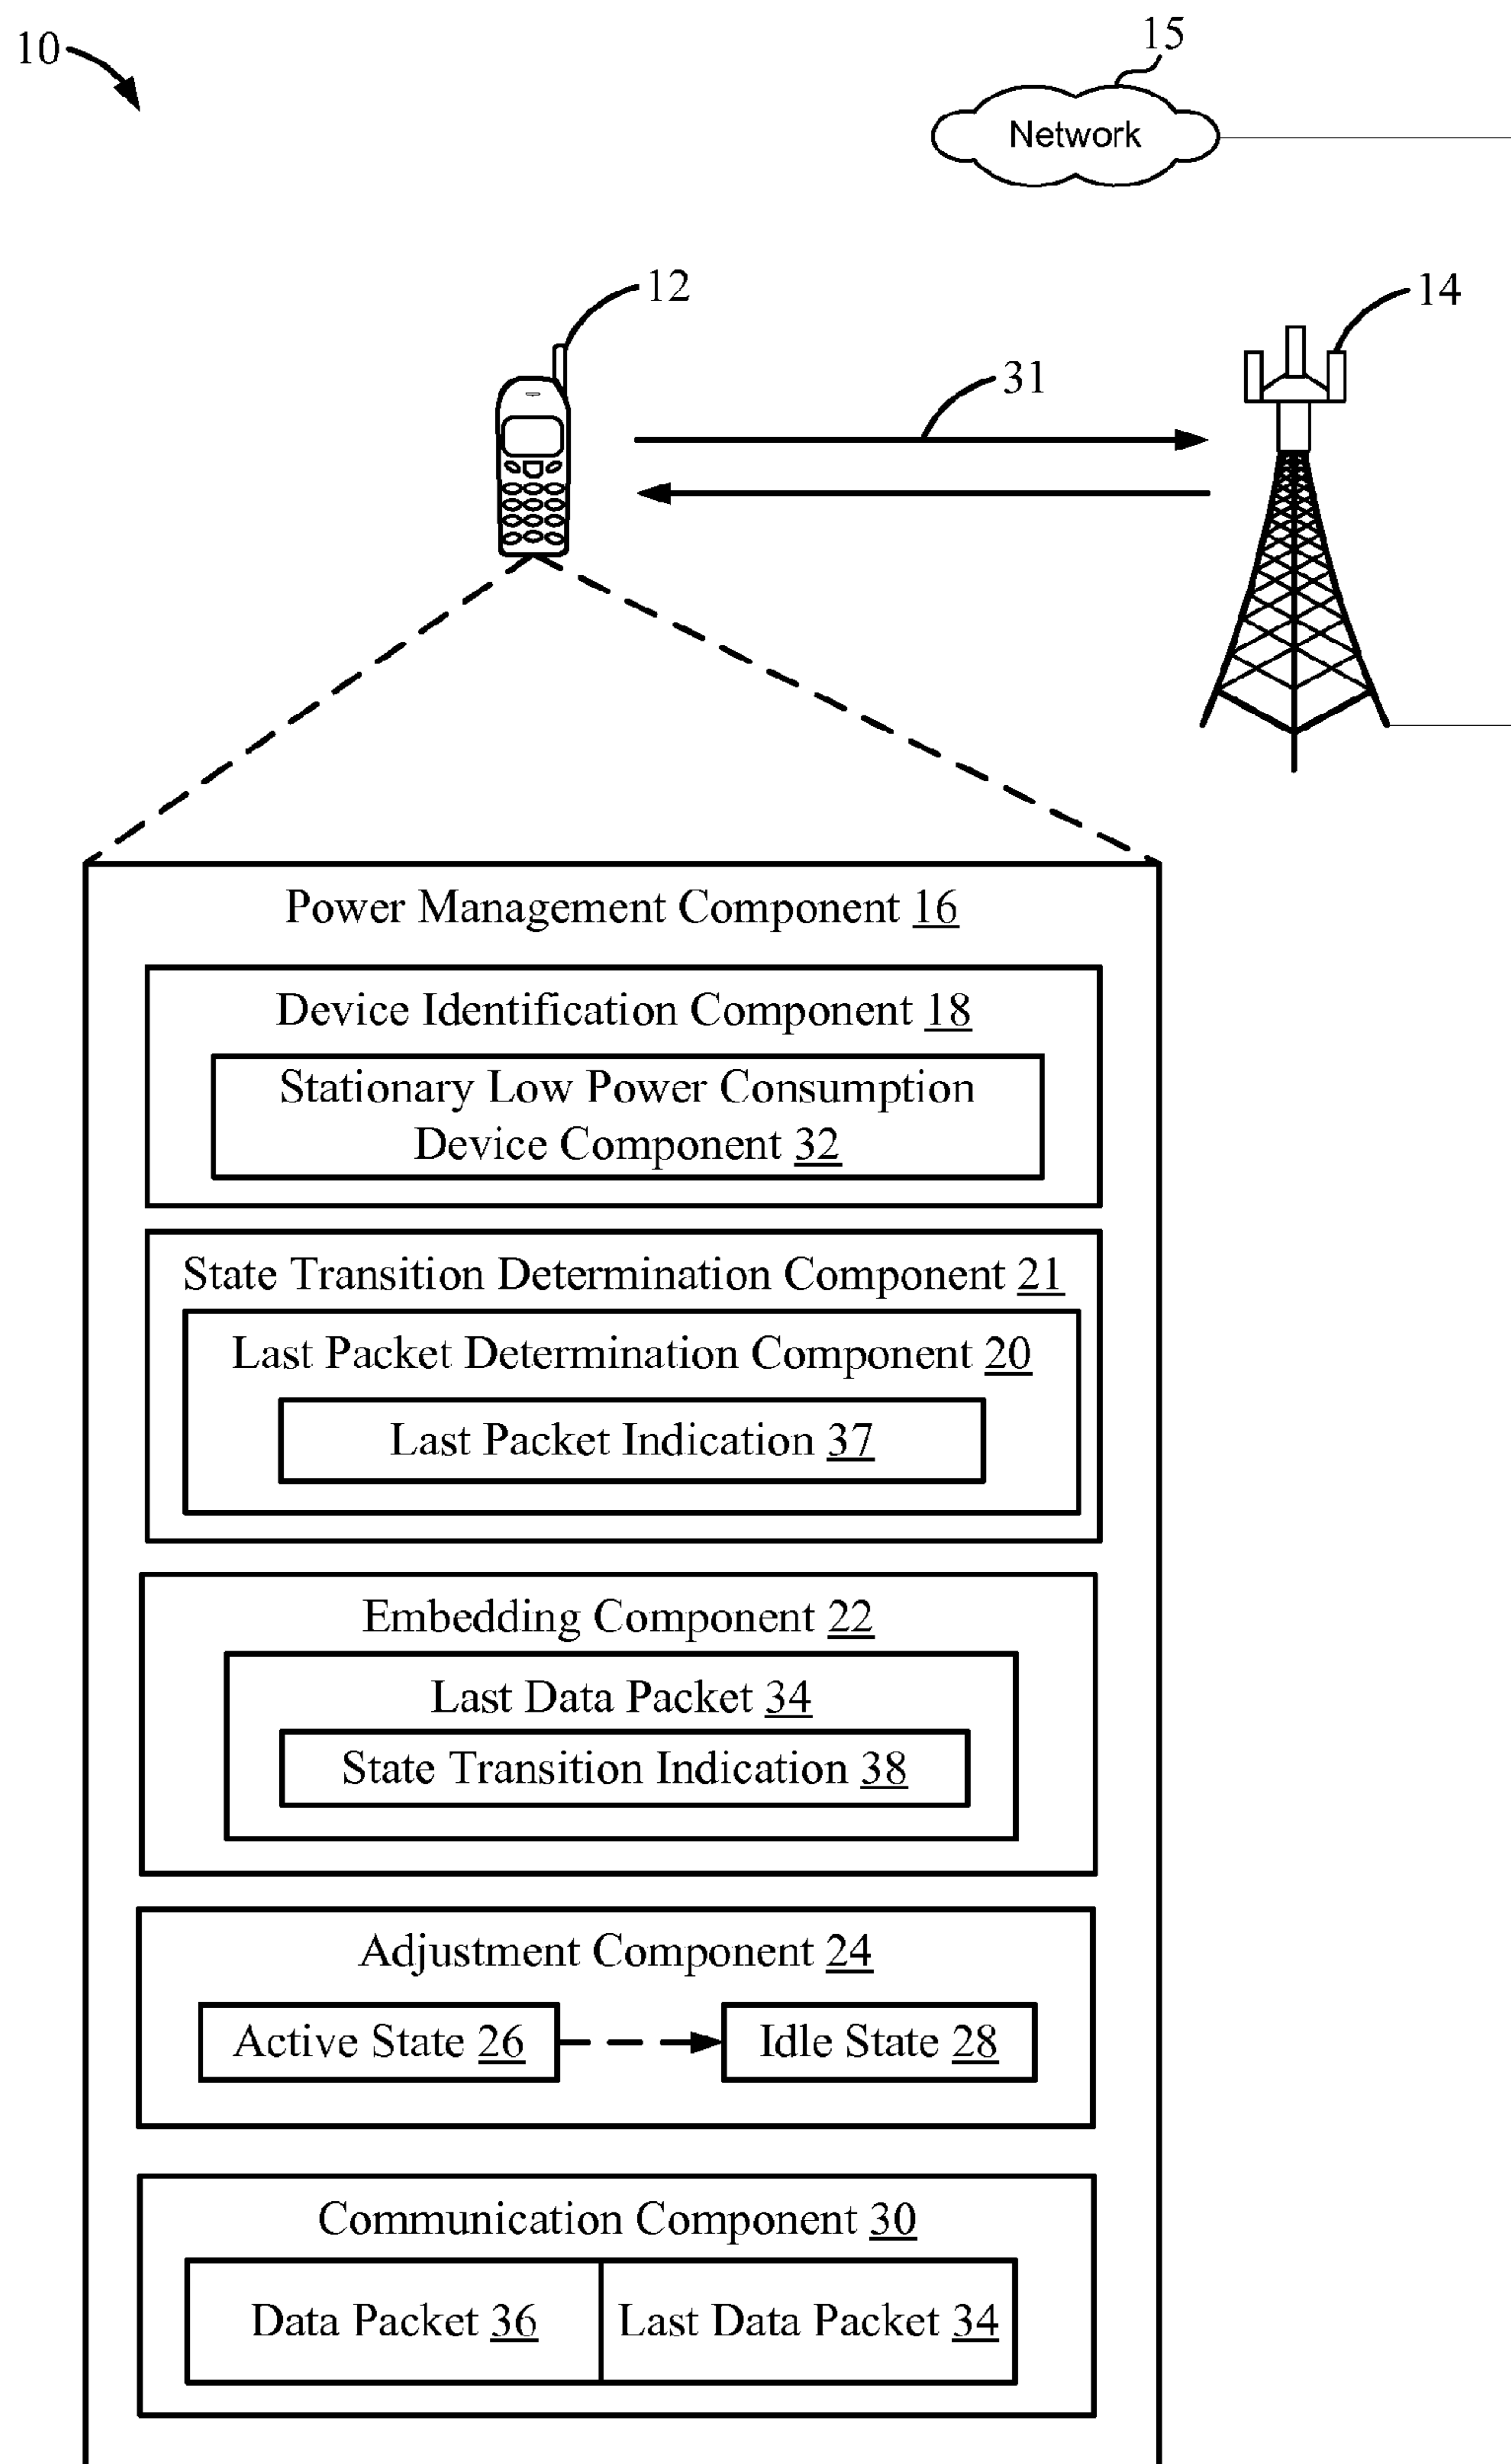 10
15
Network
12
14
31
Power Management Component 16
Device Identification Component 18
Stationary Low Power Consumption
Device Component 32
State Transition Determination Component 21
Last Packet Determination Component 20
Last Packet Indication 37
Embedding Component 22
Last Data Packet 34
State Transition Indication 38
Adjustment Component 24
Active State 26
Idle State 28
Communication Component 30
Data Packet 36
Last Data Packet 34